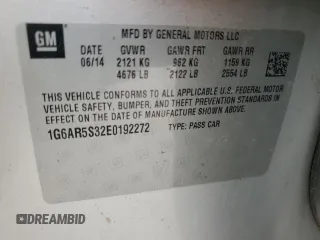 GM
MFD BY GENERAL MOTORS LLC
DATE GVWR GAWR FRT GAWR RR
06/14 2121 KG 962 KG 1159 KG
4676 LB 2122 LB 2554 LB
THIS VEHICLE CONFORMS TO ALL APPLICABLE U.S. FEDERAL MOTOR
VEHICLE SAFETY, BUMPER, AND THEFT PREVENTION STANDARDS IN
EFFECT ON THE DATE OF MANUFACTURE SHOWN ABOVE.
1G6AR5S32E0192272 TYPE: PASS CAR
DREAMBID